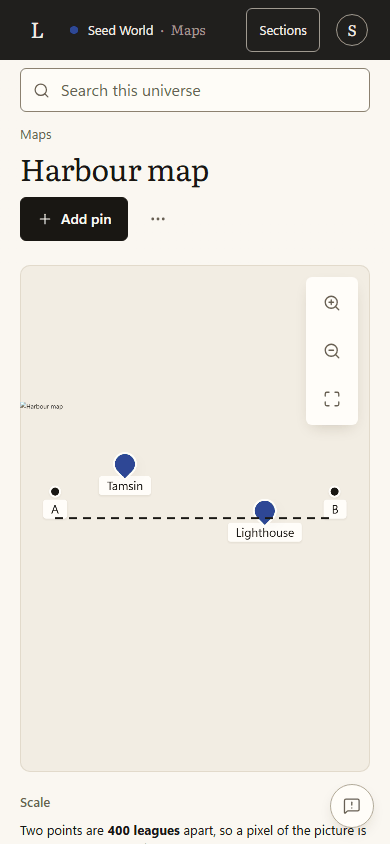 L
Seed World · Maps
Sections
S
Search this universe
Maps
Harbour map
Add pin
Harbour map
Tamsin
A
B
Lighthouse
Scale
Two points are 400 leagues apart, so a pixel of the picture is